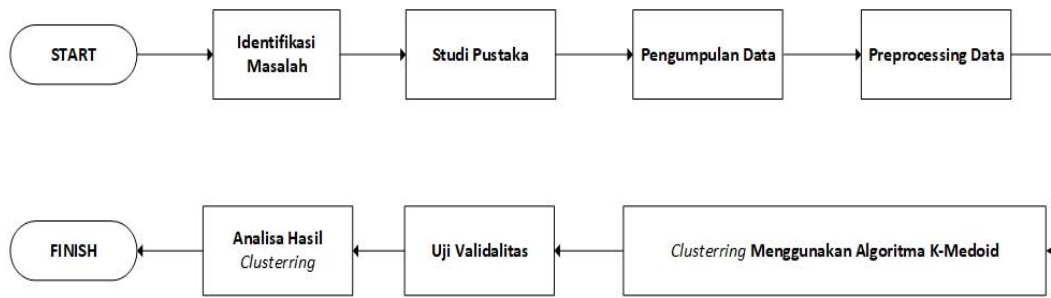 START
Identifikasi
Masalah
Studi Pustaka
Pengumpulan Data
Preprocessing Data
Clusterring Menggunakan Algoritma K-Medoid
Uji Validalitas
Analisa Hasil
Clusterring
FINISH